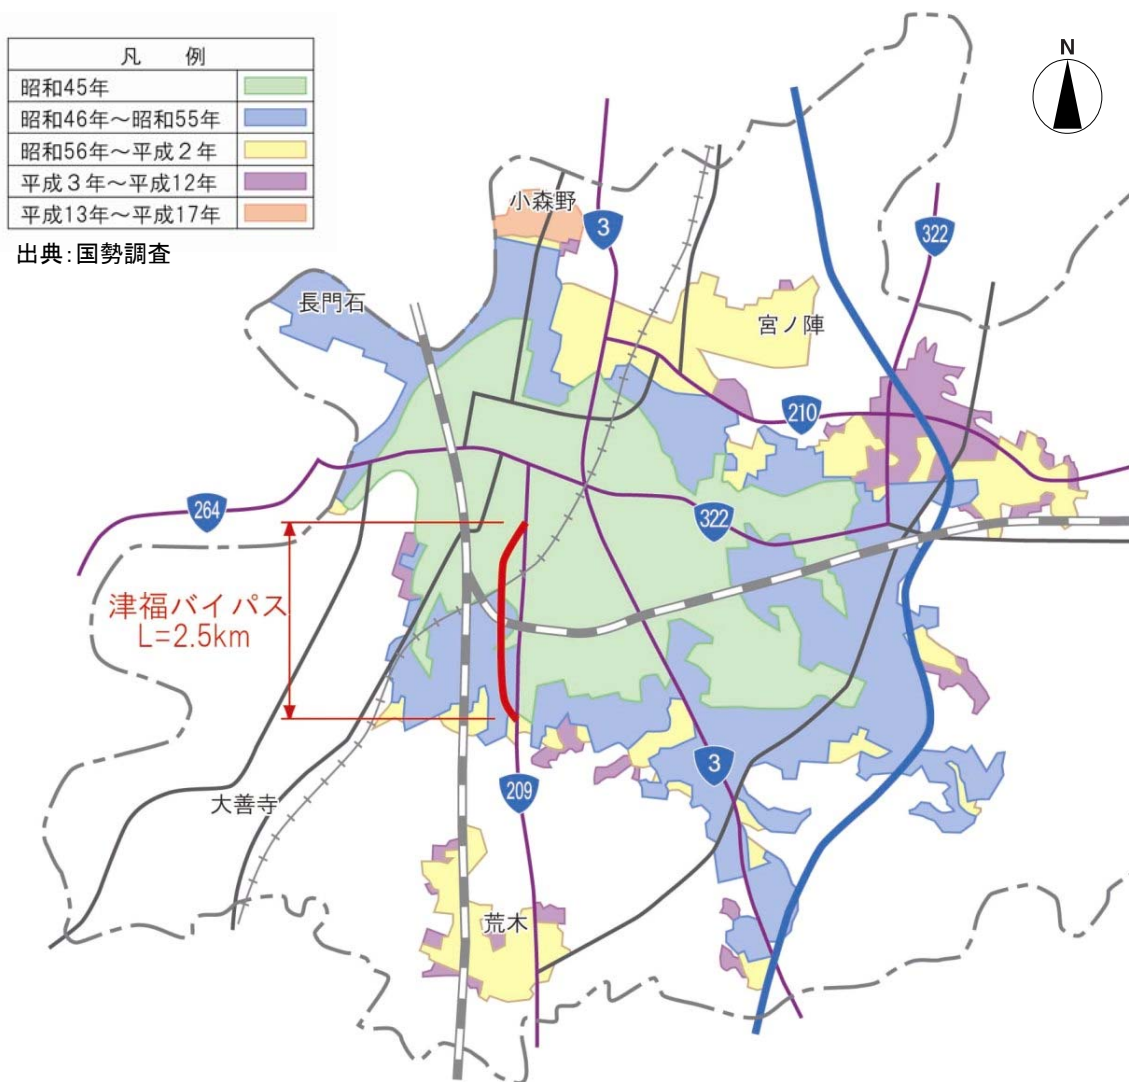 凡 例
昭和45年
昭和46年～昭和55年
昭和56年～平成2年
平成3年～平成12年
平成13年～平成17年
出典：国勢調査
N
小森野
3
322
長門石
宮ノ陣
210
264
322
津福バイパス
L=2.5km
3
209
大善寺
荒木